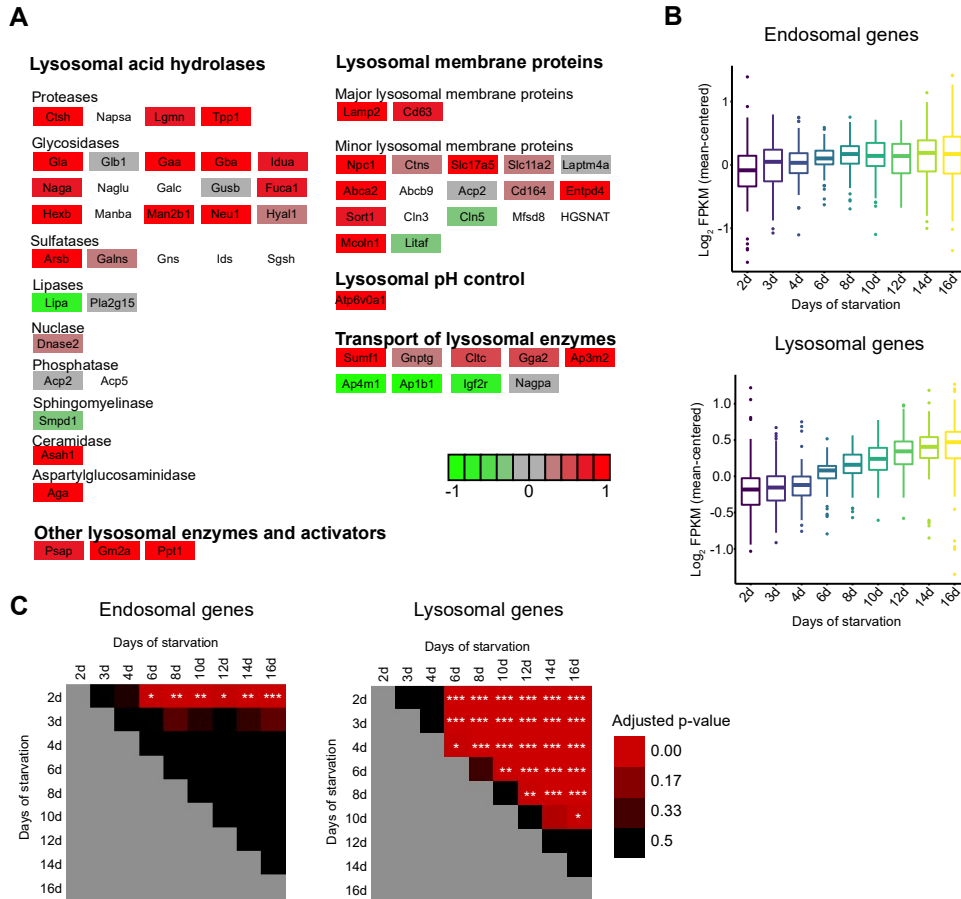 A
Lysosomal acid hydrolases
Proteases
Ctsh Napsa Lgmn Tpp1
Glycosidases
Gla Glb1 Gaa Gba Idua
Naga Naglu Galc Gusb Fuca1
Hexb Manba Man2b1 Neu1 Hyal1
Sulfatases
Arsb Galns Gns Ids Sgsh
Lipases
Lipa Pla2g15
Nuclase
Dnase2
Phosphatase
Acp2 Acp5
Sphingomyelinase
Smpd1
Ceramidase
Asah1
Aspartylglucosaminidase
Aga
Other lysosomal enzymes and activators
Psap Gm2a Ppt1
Lysosomal membrane proteins
Major lysosomal membrane proteins
Lamp2 Cd63
Minor lysosomal membrane proteins
Npc1 Ctns Slc17a5 Slc11a2 Laptm4a
Abca2 Abcb9 Acp2 Cd164 Entpd4
Sort1 Cln3 Cln5 Mfsd8 HGSNAT
Mcoln1 Litaf
Lysosomal pH control
Atp6v0a1
Transport of lysosomal enzymes
Sumf1 Gnptg Cltc Gga2 Ap3m2
Ap4m1 Ap1b1 Igf2r Nagpa
-1 0 1
B
Endosomal genes
Log2 FPKM (mean-centered)
1
0
-1
2d 3d 4d 6d 8d 10d 12d 14d 16d
Days of starvation
Lysosomal genes
Log2 FPKM (mean-centered)
1.0
0.5
0.0
-0.5
-1.0
2d 3d 4d 6d 8d 10d 12d 14d 16d
Days of starvation
C
Endosomal genes
Days of starvation
2d 3d 4d 6d 8d 10d 12d 14d 16d
Days of starvation
2d * ** ** * ** ***
3d
4d
6d
8d
10d
12d
14d
16d
Lysosomal genes
Days of starvation
2d 3d 4d 6d 8d 10d 12d 14d 16d
Days of starvation
2d *** *** *** *** *** ***
3d *** *** *** *** *** ***
4d * *** *** *** *** ***
6d ** *** *** ***
8d ** *** ***
10d *
12d
14d
16d
Adjusted p-value
0.00
0.17
0.33
0.5